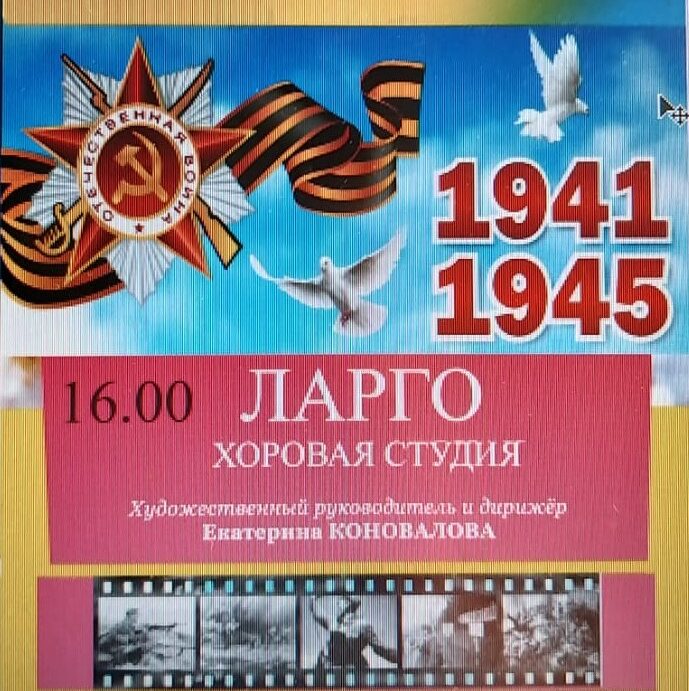 ОТЕЧЕСТВЕННАЯ ВОЙНА
1941
1945
16.00
ЛАРГО
ХОРОВАЯ СТУДИЯ
Художественный руководитель и дирижёр
Екатерина КОНОВАЛОВА